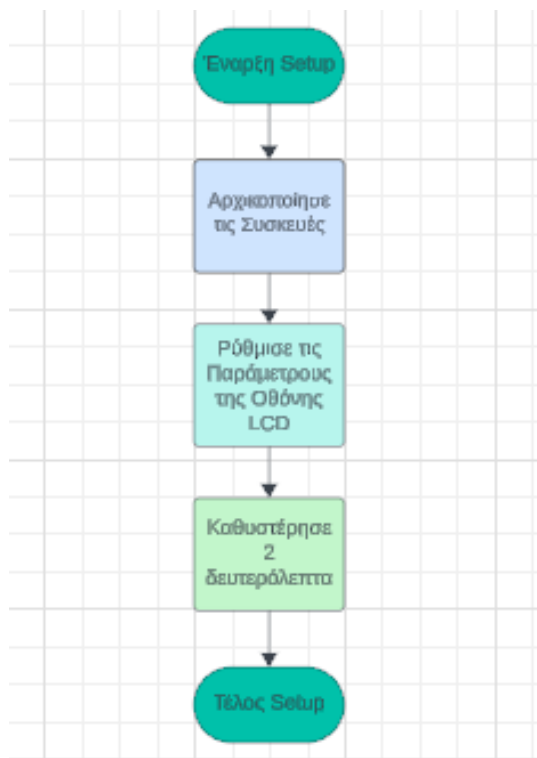 Έναρξη Setup
Αρχικοποίησε
τις Συσκευές
Ρύθμισε τις
Παράμετρους
της Οθόνης
LCD
Καθυστέρησε
2
δευτερόλεπτα
Τέλος Setup